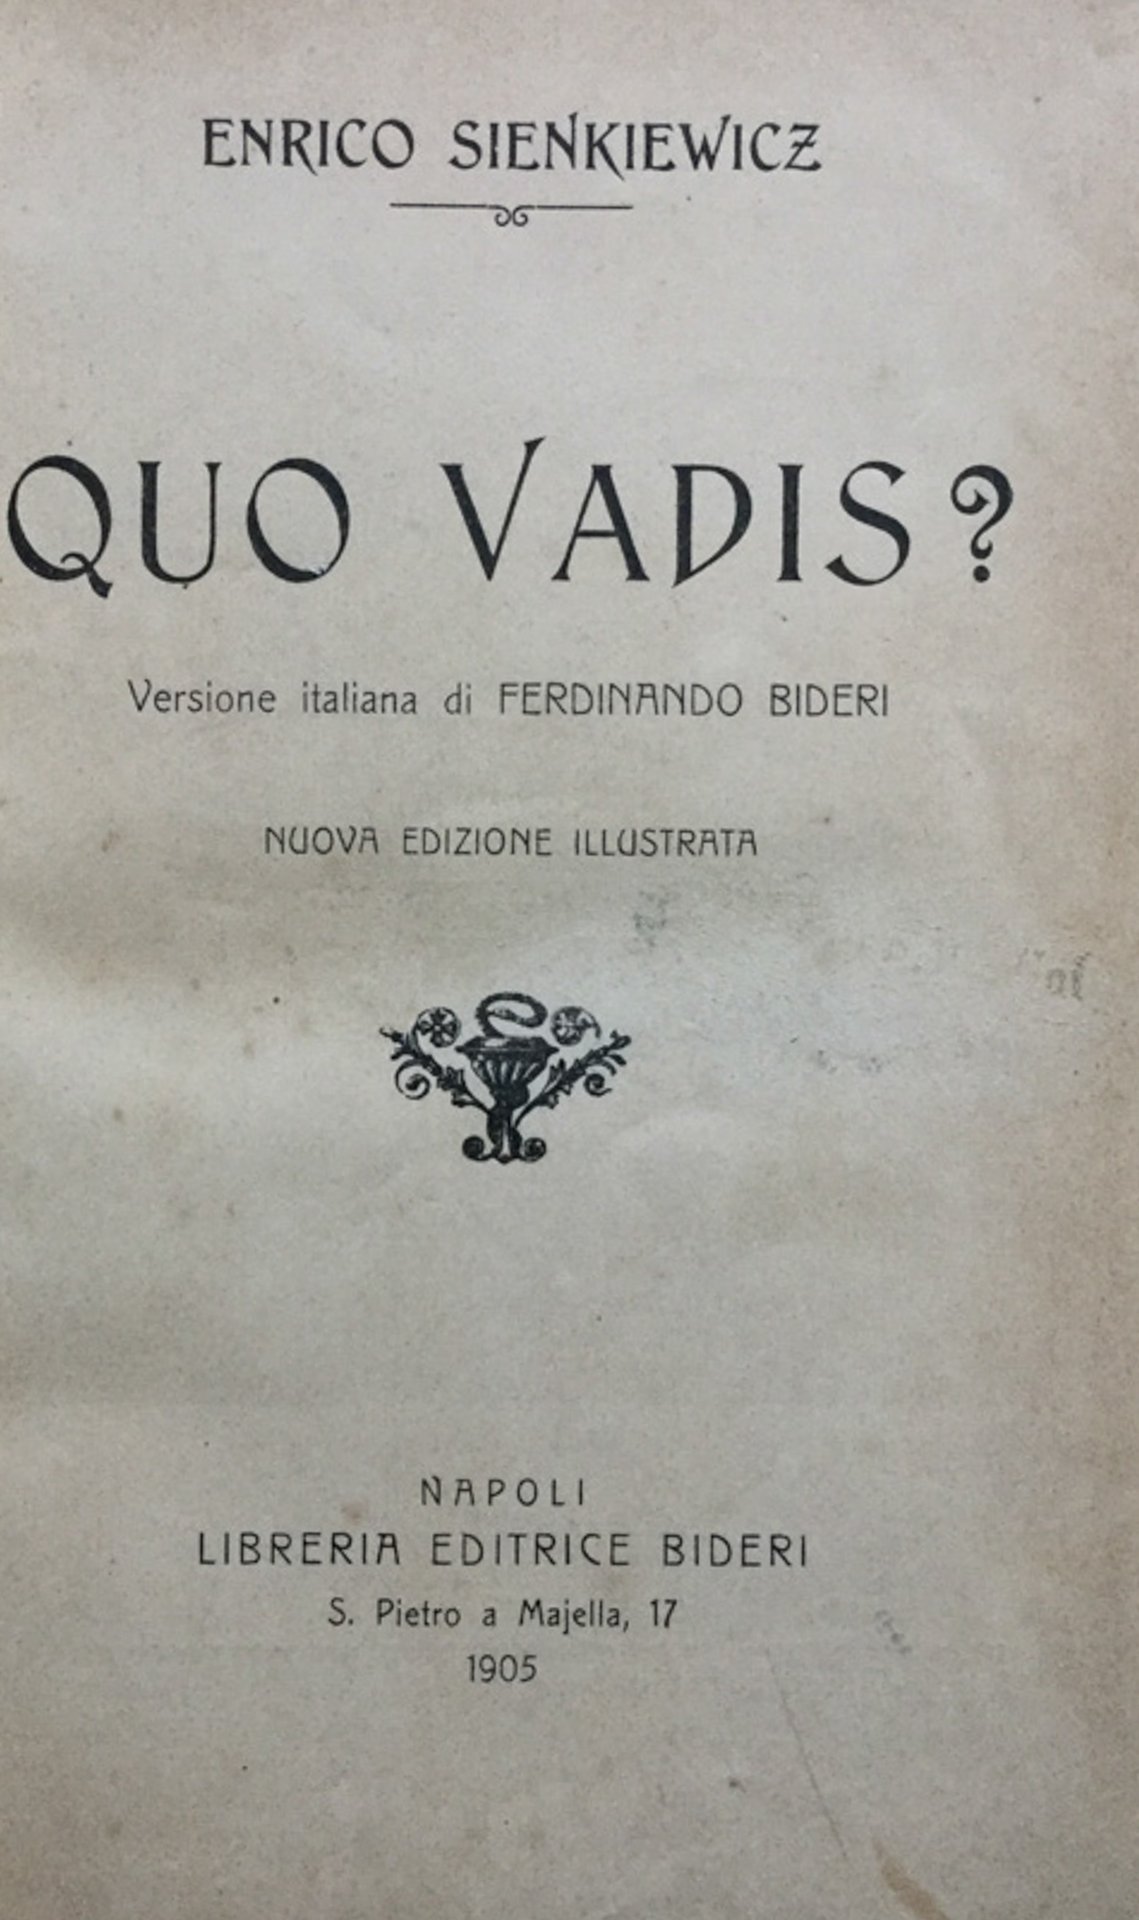 ENRICO SIENKIEWICZ
QUO VADIS?
Versione italiana di FERDINANDO BIDERI
NUOVA EDIZIONE ILLUSTRATA
NAPOLI
LIBRERIA EDITRICE BIDERI
S. Pietro a Majella, 17
1905